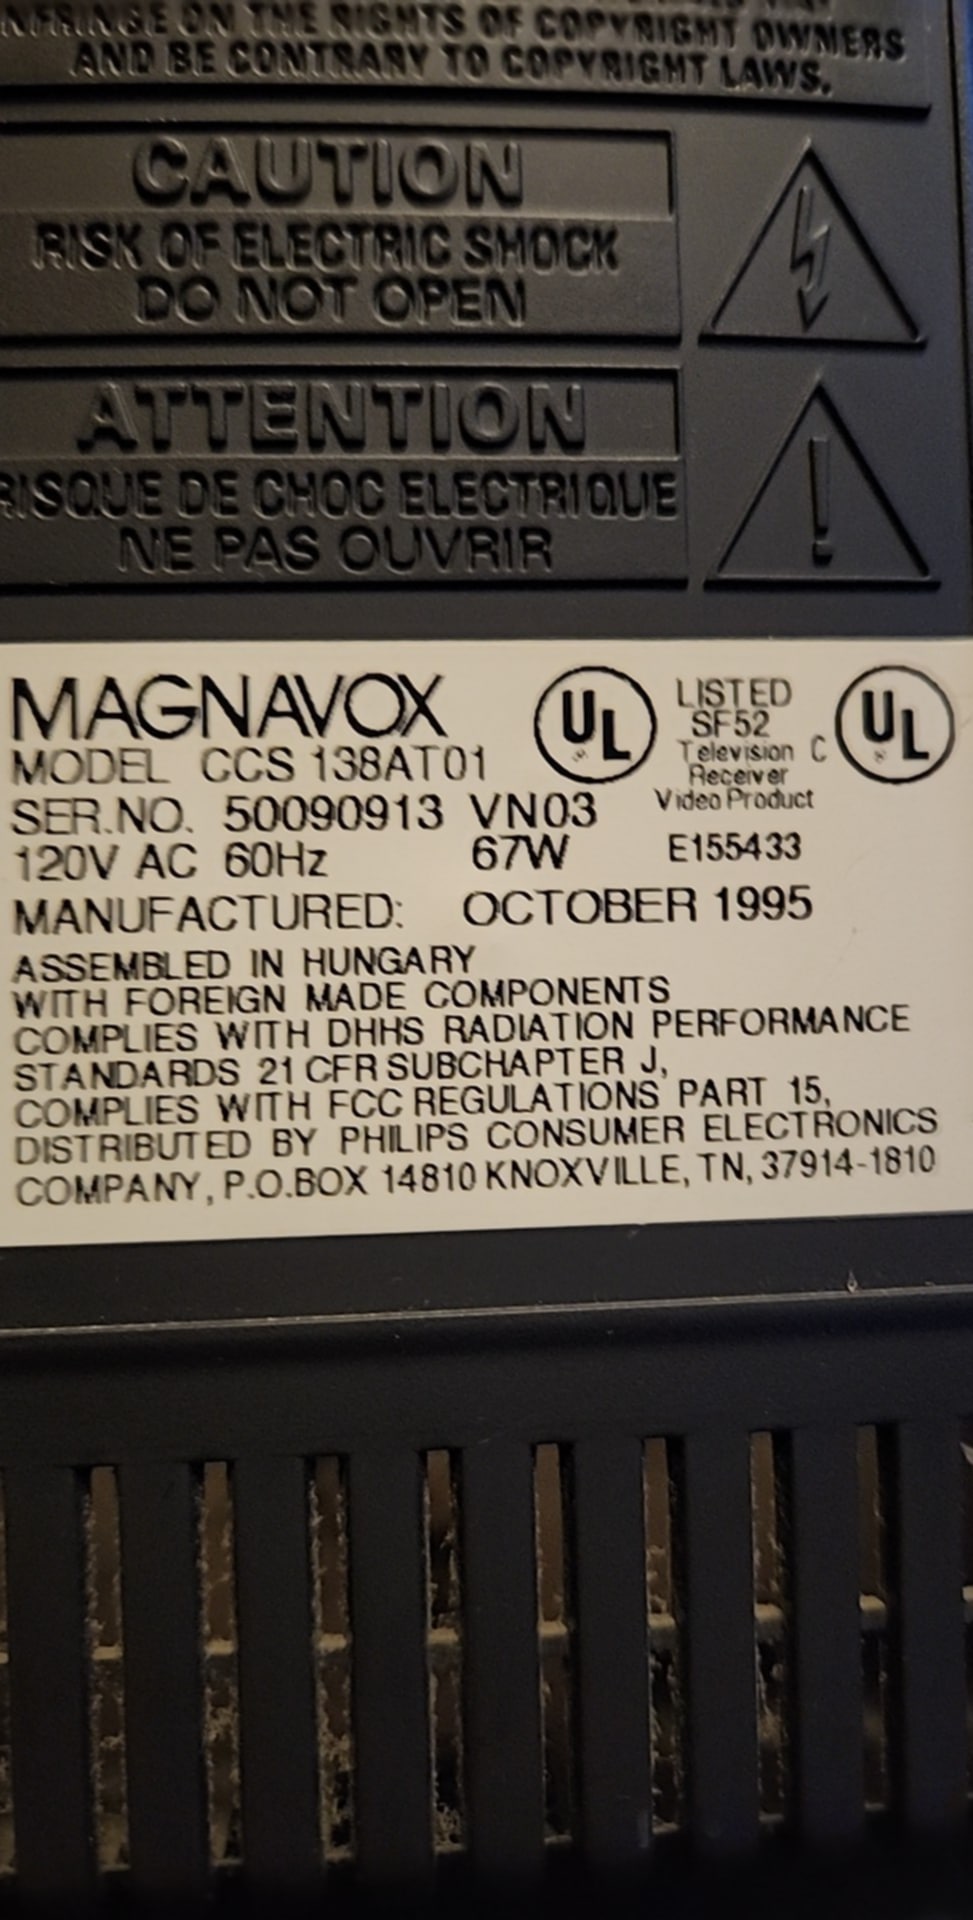 INFRINGE ON THE RIGHTS OF COPYRIGHT OWNERS
AND BE CONTRARY TO COPYRIGHT LAWS.
CAUTION
RISK OF ELECTRIC SHOCK
DO NOT OPEN
ATTENTION
RISQUE DE CHOC ELECTRIQUE
NE PAS OUVRIR
!
MAGNAVOX
MODEL CCS 138AT01
SER.NO. 50090913 VN03
120V AC 60Hz 67W
UL
LISTED
SF52
Television
Receiver
Video Product
C UL
E155433
MANUFACTURED: OCTOBER 1995
ASSEMBLED IN HUNGARY
WITH FOREIGN MADE COMPONENTS
COMPLIES WITH DHHS RADIATION PERFORMANCE
STANDARDS 21 CFR SUBCHAPTER J,
COMPLIES WITH FCC REGULATIONS PART 15,
DISTRIBUTED BY PHILIPS CONSUMER ELECTRONICS
COMPANY, P.O.BOX 14810 KNOXVILLE, TN, 37914-1810